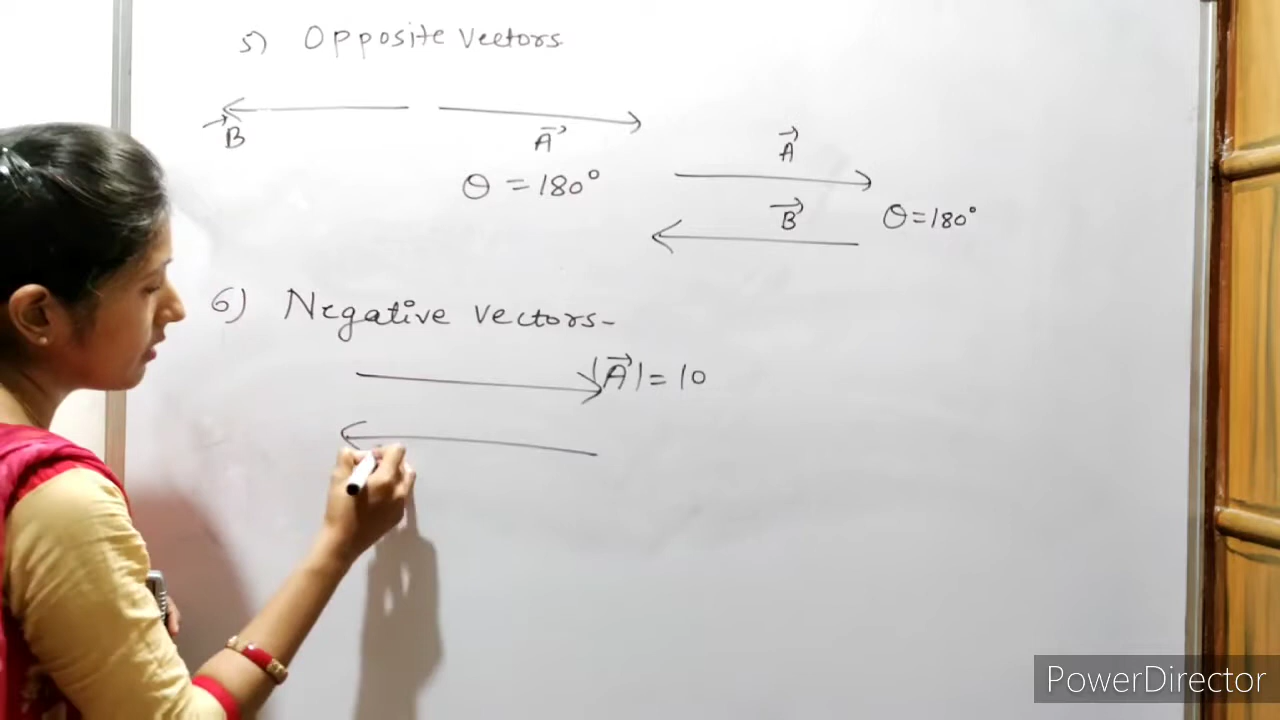 5) Opposite Vectors
B⃗ A⃗
θ = 180°
A⃗
B⃗ θ = 180°
6) Negative vectors-
|A⃗| = 10
PowerDirector